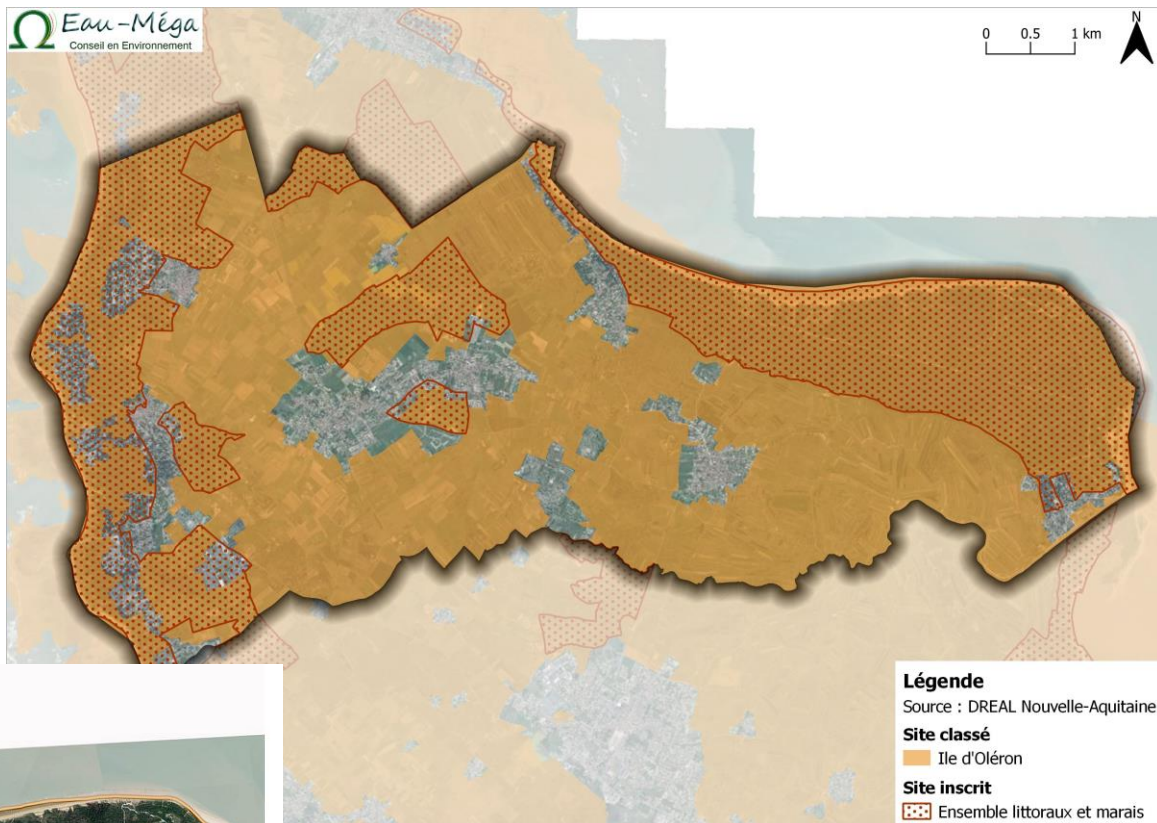 Eau-Méga
Conseil en Environnement
N
0 0.5 1 km
Légende
Source : DREAL Nouvelle-Aquitaine
Site classé
Ile d'Oléron
Site inscrit
Ensemble littoraux et marais